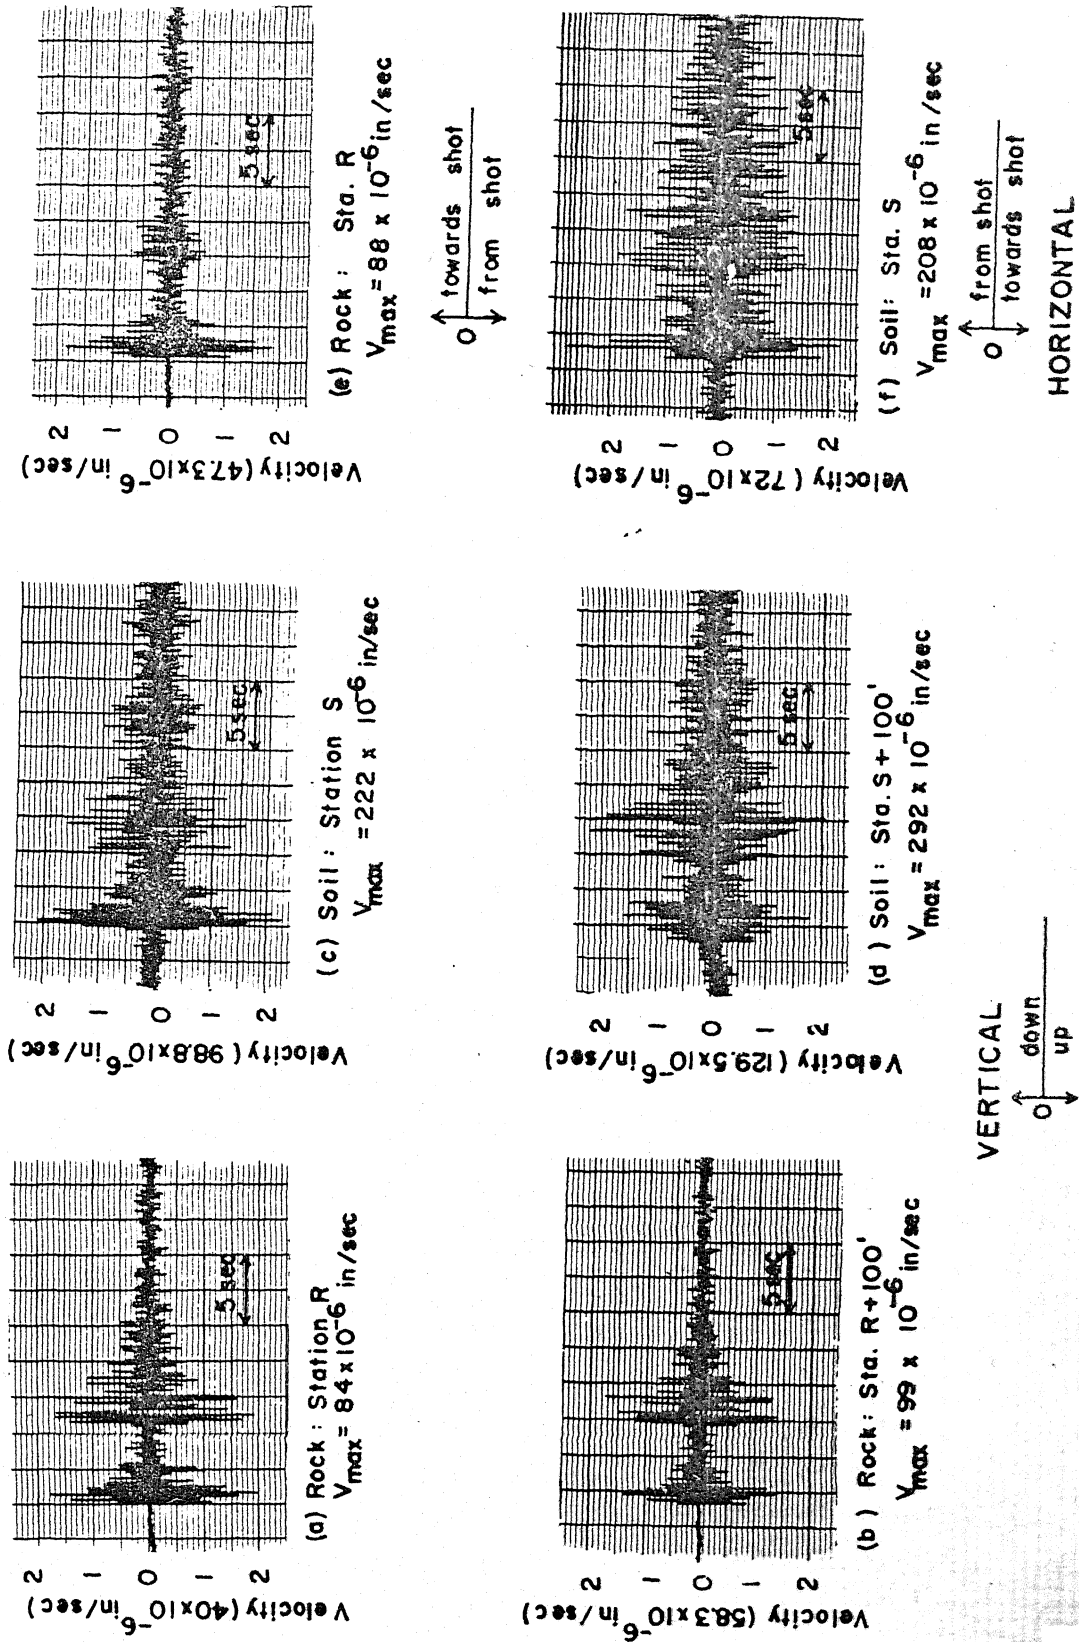 2
1
0
1
2
Velocity (40x10⁻⁶ in/sec)
5 sec
(a) Rock: Station R
Vmax = 84 x 10⁻⁶ in/sec
2
1
0
1
2
Velocity (98.8x10⁻⁶ in/sec)
5 sec
(c) Soil: Station S
Vmax = 222 x 10⁻⁶ in/sec
2
1
0
1
2
Velocity (47.3x10⁻⁶ in/sec)
5 sec
(e) Rock: Sta. R
Vmax = 88 x 10⁻⁶ in/sec
0
towards shot
from shot
2
1
0
1
2
Velocity (58.3x10⁻⁶ in/sec)
5 sec
(b) Rock: Sta. R+100'
Vmax = 99 x 10⁻⁶ in/sec
2
1
0
1
2
Velocity (129.5x10⁻⁶ in/sec)
5 sec
(d) Soil: Sta. S+100'
Vmax = 292 x 10⁻⁶ in/sec
2
1
0
1
2
Velocity (72x10⁻⁶ in/sec)
5 sec
(f) Soil: Sta. S
Vmax = 208 x 10⁻⁶ in/sec
VERTICAL
0
down
up
0
from shot
towards shot
HORIZONTAL